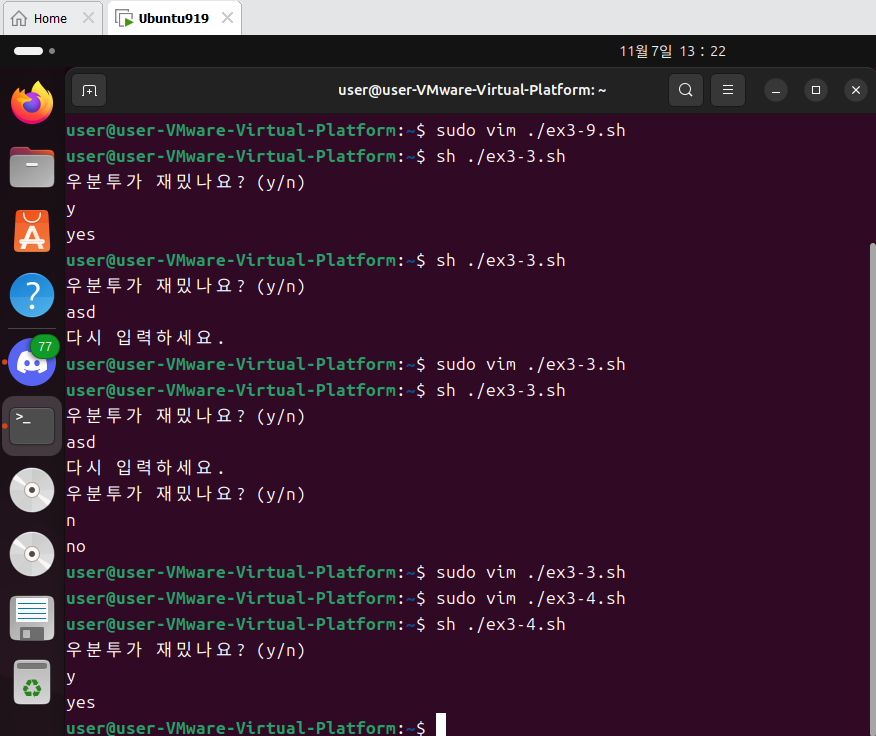 Home
Ubuntu919
11월 7일 13 : 22
user@user-VMware-Virtual-Platform: ~
user@user-VMware-Virtual-Platform:~$ sudo vim ./ex3-9.sh
user@user-VMware-Virtual-Platform:~$ sh ./ex3-3.sh
우분투가 재밌나요? (y/n)
y
yes
user@user-VMware-Virtual-Platform:~$ sh ./ex3-3.sh
우분투가 재밌나요? (y/n)
asd
다시 입력하세요.
user@user-VMware-Virtual-Platform:~$ sudo vim ./ex3-3.sh
user@user-VMware-Virtual-Platform:~$ sh ./ex3-3.sh
우분투가 재밌나요? (y/n)
asd
다시 입력하세요.
우분투가 재밌나요? (y/n)
n
no
user@user-VMware-Virtual-Platform:~$ sudo vim ./ex3-3.sh
user@user-VMware-Virtual-Platform:~$ sudo vim ./ex3-4.sh
user@user-VMware-Virtual-Platform:~$ sh ./ex3-4.sh
우분투가 재밌나요? (y/n)
y
yes
user@user-VMware-Virtual-Platform:~$
77
>_